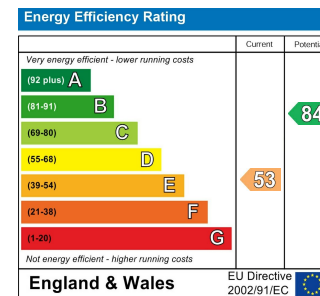 Energy Efficiency Rating
Current Potenti
Very energy efficient - lower running costs
(92 plus) A
(81-91) B
84
(69-80) C
(55-68) D
(39-54) E
53
(21-38) F
(1-20) G
Not energy efficient - higher running costs
England & Wales
EU Directive
2002/91/EC